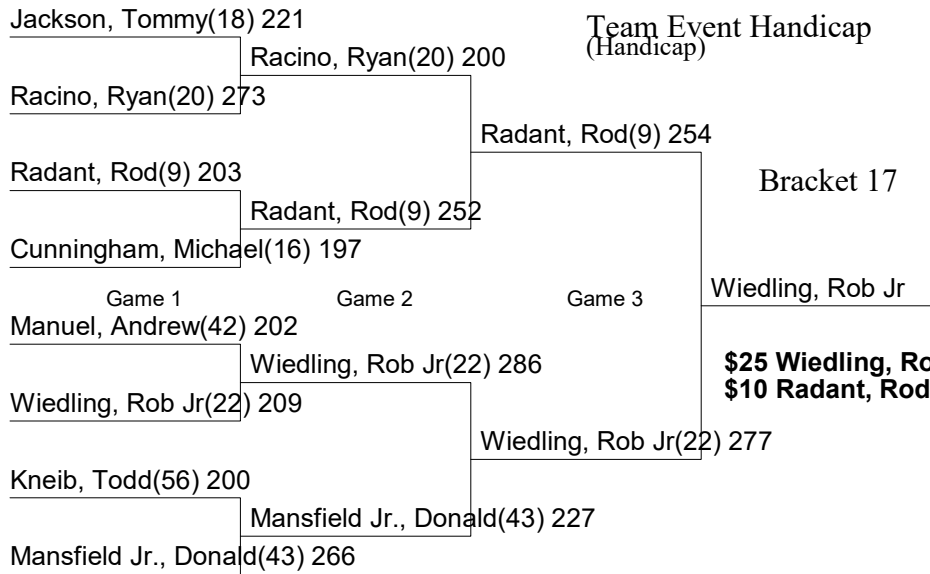 Jackson, Tommy(18) 221
Team Event Handicap
(Handicap)
Racino, Ryan(20) 200
Racino, Ryan(20) 273
Radant, Rod(9) 254
Radant, Rod(9) 203
Bracket 17
Radant, Rod(9) 252
Cunningham, Michael(16) 197
Game 1
Game 2
Game 3
Wiedling, Rob Jr
Manuel, Andrew(42) 202
Wiedling, Rob Jr(22) 286
$25 Wiedling, Ro
$10 Radant, Rod
Wiedling, Rob Jr(22) 209
Wiedling, Rob Jr(22) 277
Kneib, Todd(56) 200
Mansfield Jr., Donald(43) 227
Mansfield Jr., Donald(43) 266